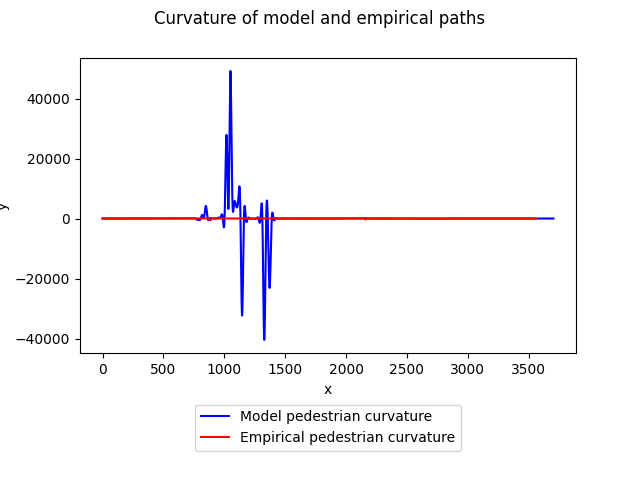 Curvature of model and empirical paths
40000
20000
0
−20000
−40000
y
0 500 1000 1500 2000 2500 3000 3500
x
Model pedestrian curvature
Empirical pedestrian curvature